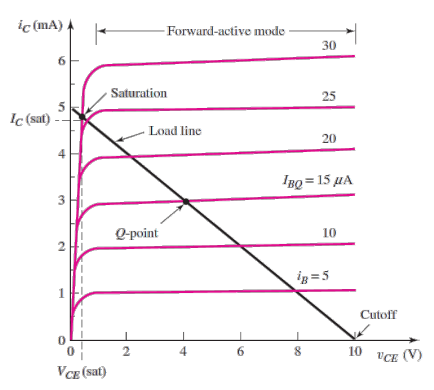 iC (mA)
Forward-active mode
30
6
Saturation
25
5
IC (sat)
Load line
20
4
IBQ = 15 μA
3
Q-point
10
2
iB = 5
1
Cutoff
0
0 2 4 6 8 10 vCE (V)
VCE (sat)